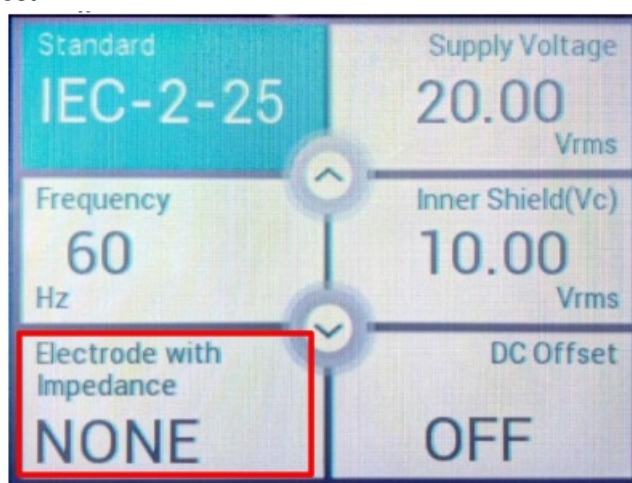 Standard
IEC-2-25
Supply Voltage
20.00
Vrms
Frequency
60
Hz
Inner Shield(Vc)
10.00
Vrms
Electrode with
Impedance
NONE
DC Offset
OFF